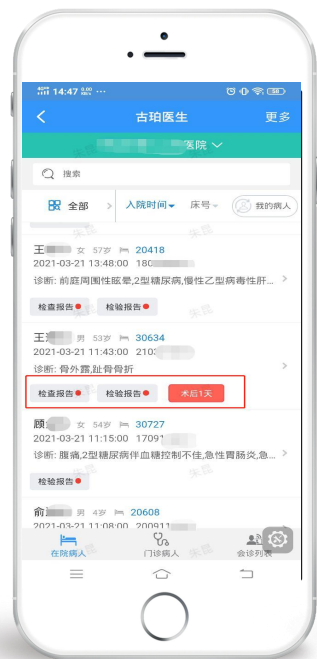 14:47
古珀医生 更多
医院
搜索
全部 入院时间 床号 我的病人
王 女 57岁 20418
2021-03-21 13:48:00 180
诊断: 前庭周围性眩晕,2型糖尿病,慢性乙型病毒性肝...
检查报告 检验报告
王 男 53岁 30634
2021-03-21 11:43:00 210
诊断: 骨外露,趾骨骨折
检查报告 检验报告 术后1天
顾 女 54岁 30727
2021-03-21 11:15:00 17091
诊断: 腹痛,2型糖尿病伴血糖控制不佳,急性胃肠炎,急...
检验报告
俞 男 4岁 20608
2021-03-21 11:08:00 200911
在院病人 门诊病人 会诊列表